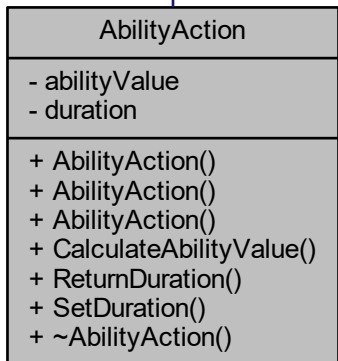 AbilityAction
- abilityValue
- duration
+ AbilityAction()
+ AbilityAction()
+ AbilityAction()
+ CalculateAbilityValue()
+ ReturnDuration()
+ SetDuration()
+ ~AbilityAction()